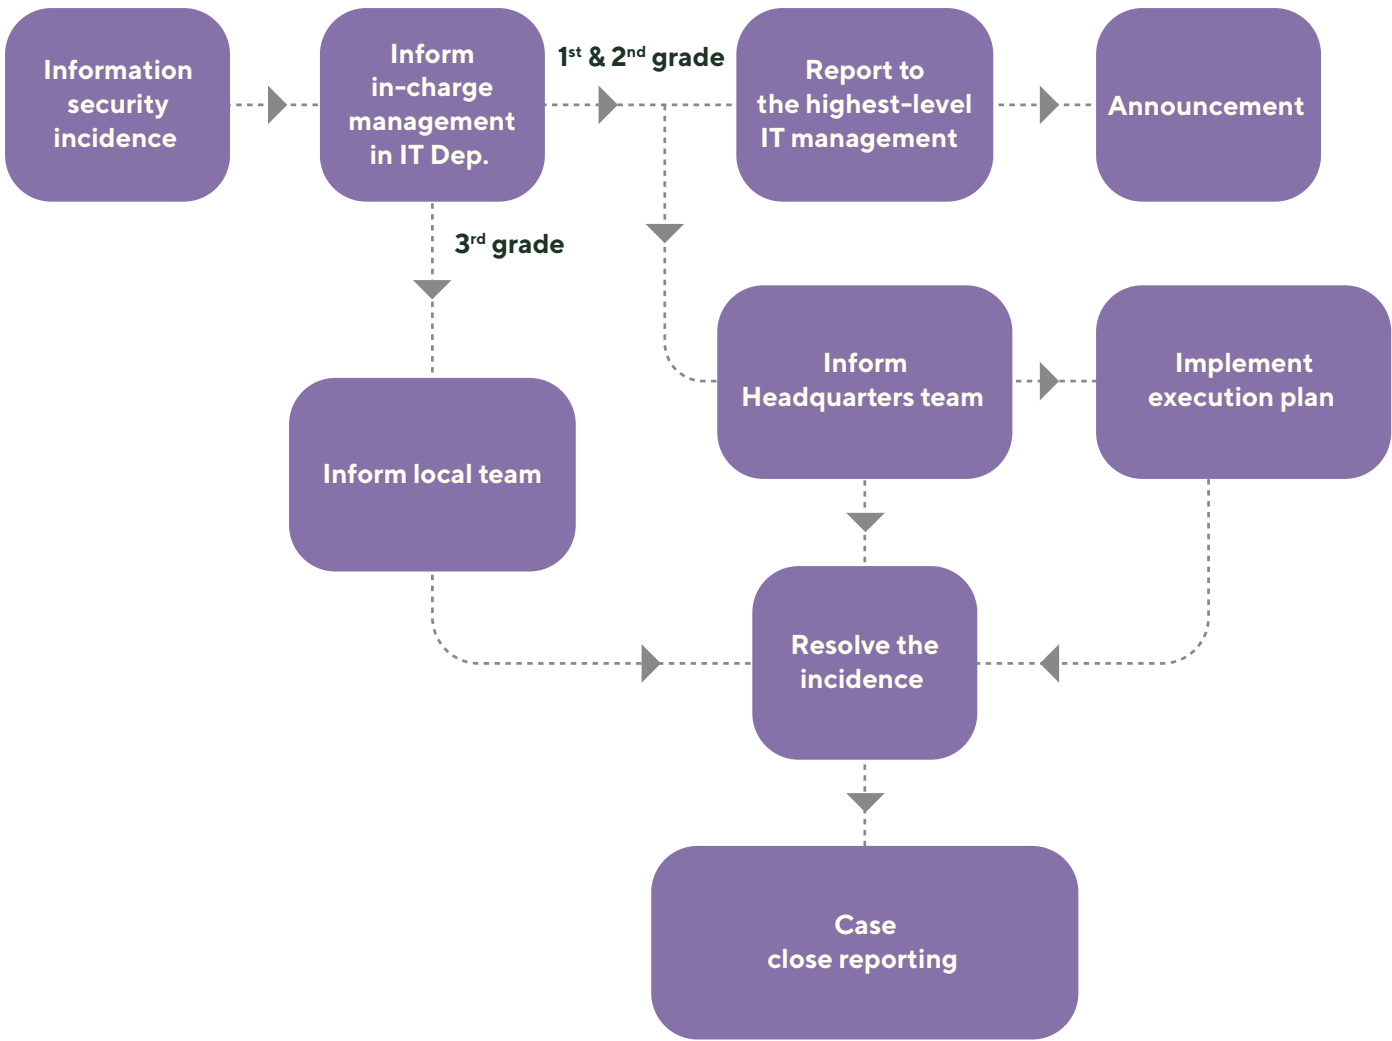 Information
security
incidence
Inform
in-charge
management
in IT Dep.
1st & 2nd grade
Report to
the highest-level
IT management
Announcement
3rd grade
Inform
Headquarters team
Implement
execution plan
Inform local team
Resolve the
incidence
Case
close reporting